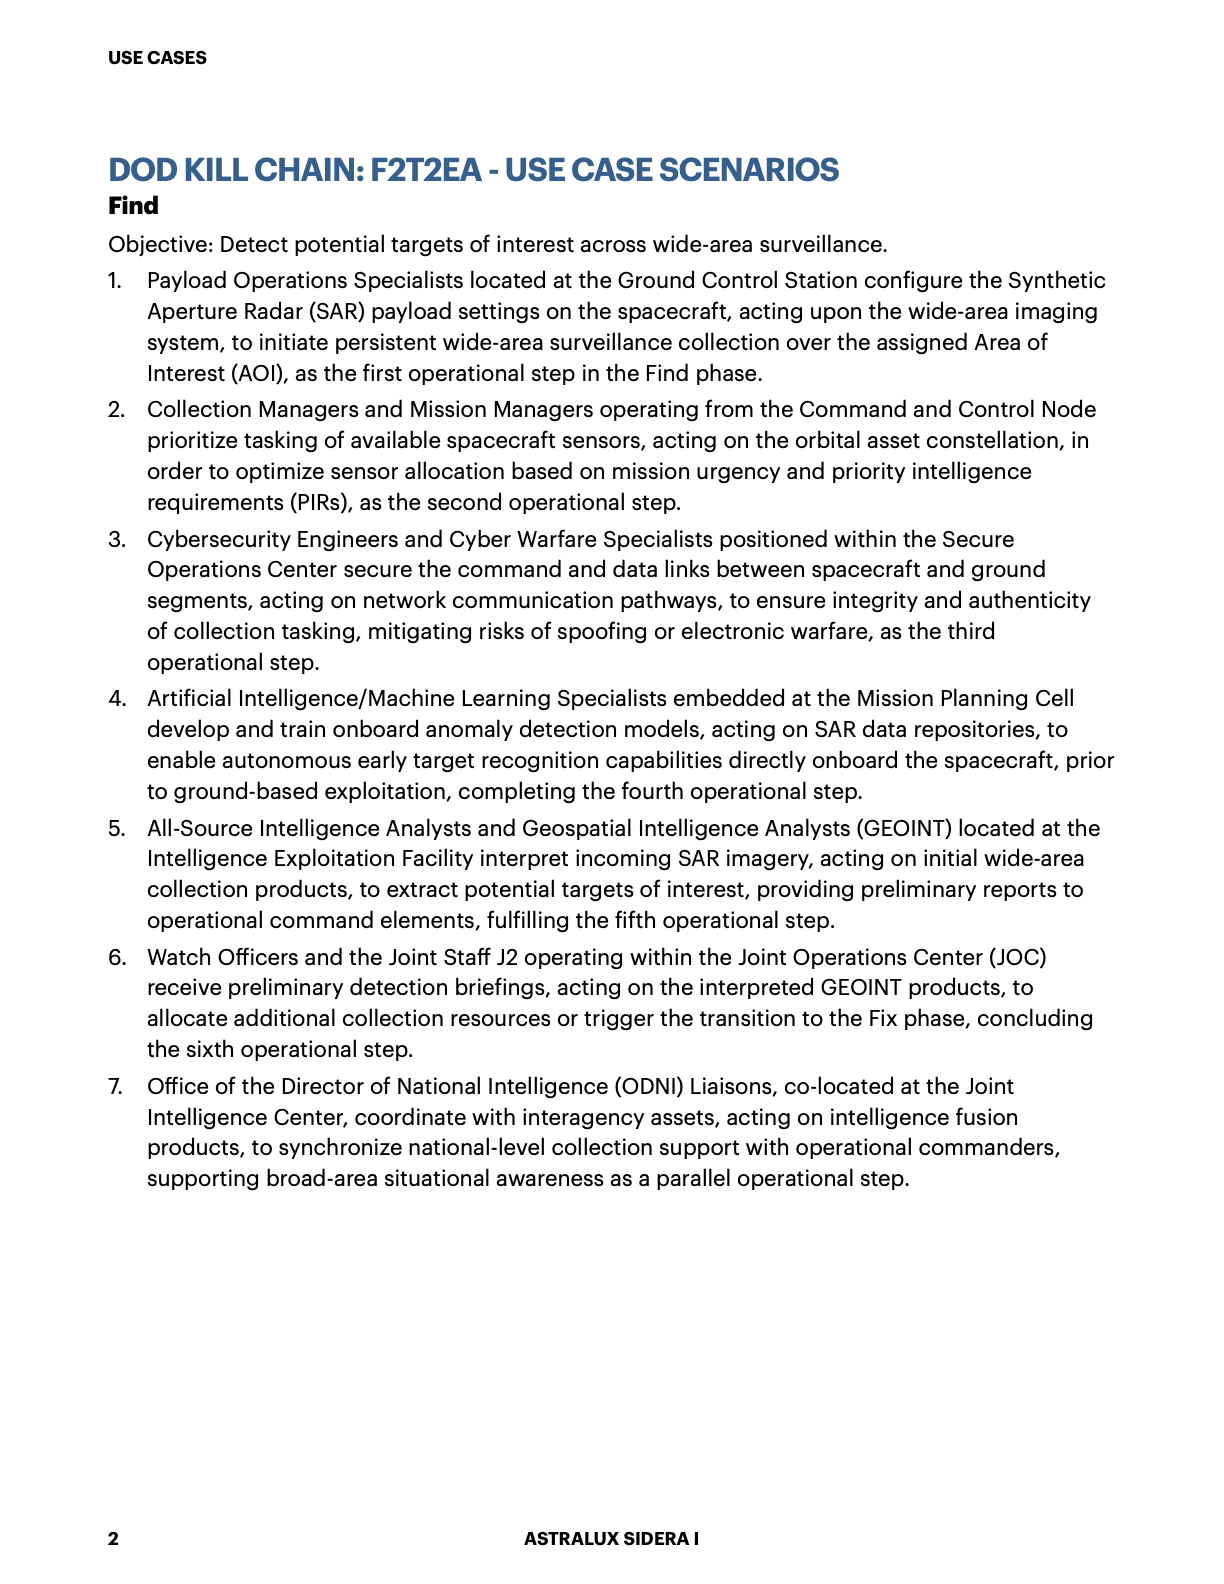 USE CASES
DOD KILL CHAIN: F2T2EA - USE CASE SCENARIOS
Find
Objective: Detect potential targets of interest across wide-area surveillance.
1. Payload Operations Specialists located at the Ground Control Station configure the Synthetic
Aperture Radar (SAR) payload settings on the spacecraft, acting upon the wide-area imaging
system, to initiate persistent wide-area surveillance collection over the assigned Area of
Interest (AOI), as the first operational step in the Find phase.
2. Collection Managers and Mission Managers operating from the Command and Control Node
prioritize tasking of available spacecraft sensors, acting on the orbital asset constellation, in
order to optimize sensor allocation based on mission urgency and priority intelligence
requirements (PIRs), as the second operational step.
3. Cybersecurity Engineers and Cyber Warfare Specialists positioned within the Secure
Operations Center secure the command and data links between spacecraft and ground
segments, acting on network communication pathways, to ensure integrity and authenticity
of collection tasking, mitigating risks of spoofing or electronic warfare, as the third
operational step.
4. Artificial Intelligence/Machine Learning Specialists embedded at the Mission Planning Cell
develop and train onboard anomaly detection models, acting on SAR data repositories, to
enable autonomous early target recognition capabilities directly onboard the spacecraft, prior
to ground-based exploitation, completing the fourth operational step.
5. All-Source Intelligence Analysts and Geospatial Intelligence Analysts (GEOINT) located at the
Intelligence Exploitation Facility interpret incoming SAR imagery, acting on initial wide-area
collection products, to extract potential targets of interest, providing preliminary reports to
operational command elements, fulfilling the fifth operational step.
6. Watch Officers and the Joint Staff J2 operating within the Joint Operations Center (JOC)
receive preliminary detection briefings, acting on the interpreted GEOINT products, to
allocate additional collection resources or trigger the transition to the Fix phase, concluding
the sixth operational step.
7. Office of the Director of National Intelligence (ODNI) Liaisons, co-located at the Joint
Intelligence Center, coordinate with interagency assets, acting on intelligence fusion
products, to synchronize national-level collection support with operational commanders,
supporting broad-area situational awareness as a parallel operational step.
2 ASTRALUX SIDERA I